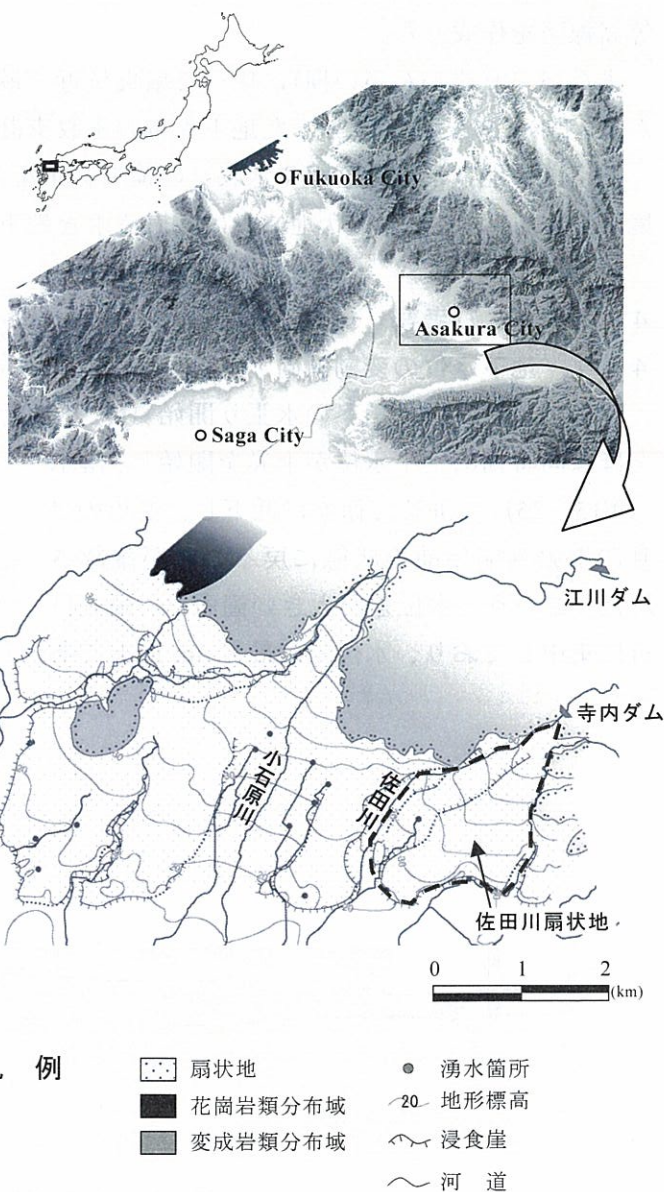 Fukuoka City
Asakura City
Saga City
江川ダム
寺内ダム
小石原川
佐田川
佐田川扇状地
0 1 2
(km)
凡 例
扇状地
花崗岩類分布域
変成岩類分布域
湧水箇所
20 地形標高
浸食崖
河 道